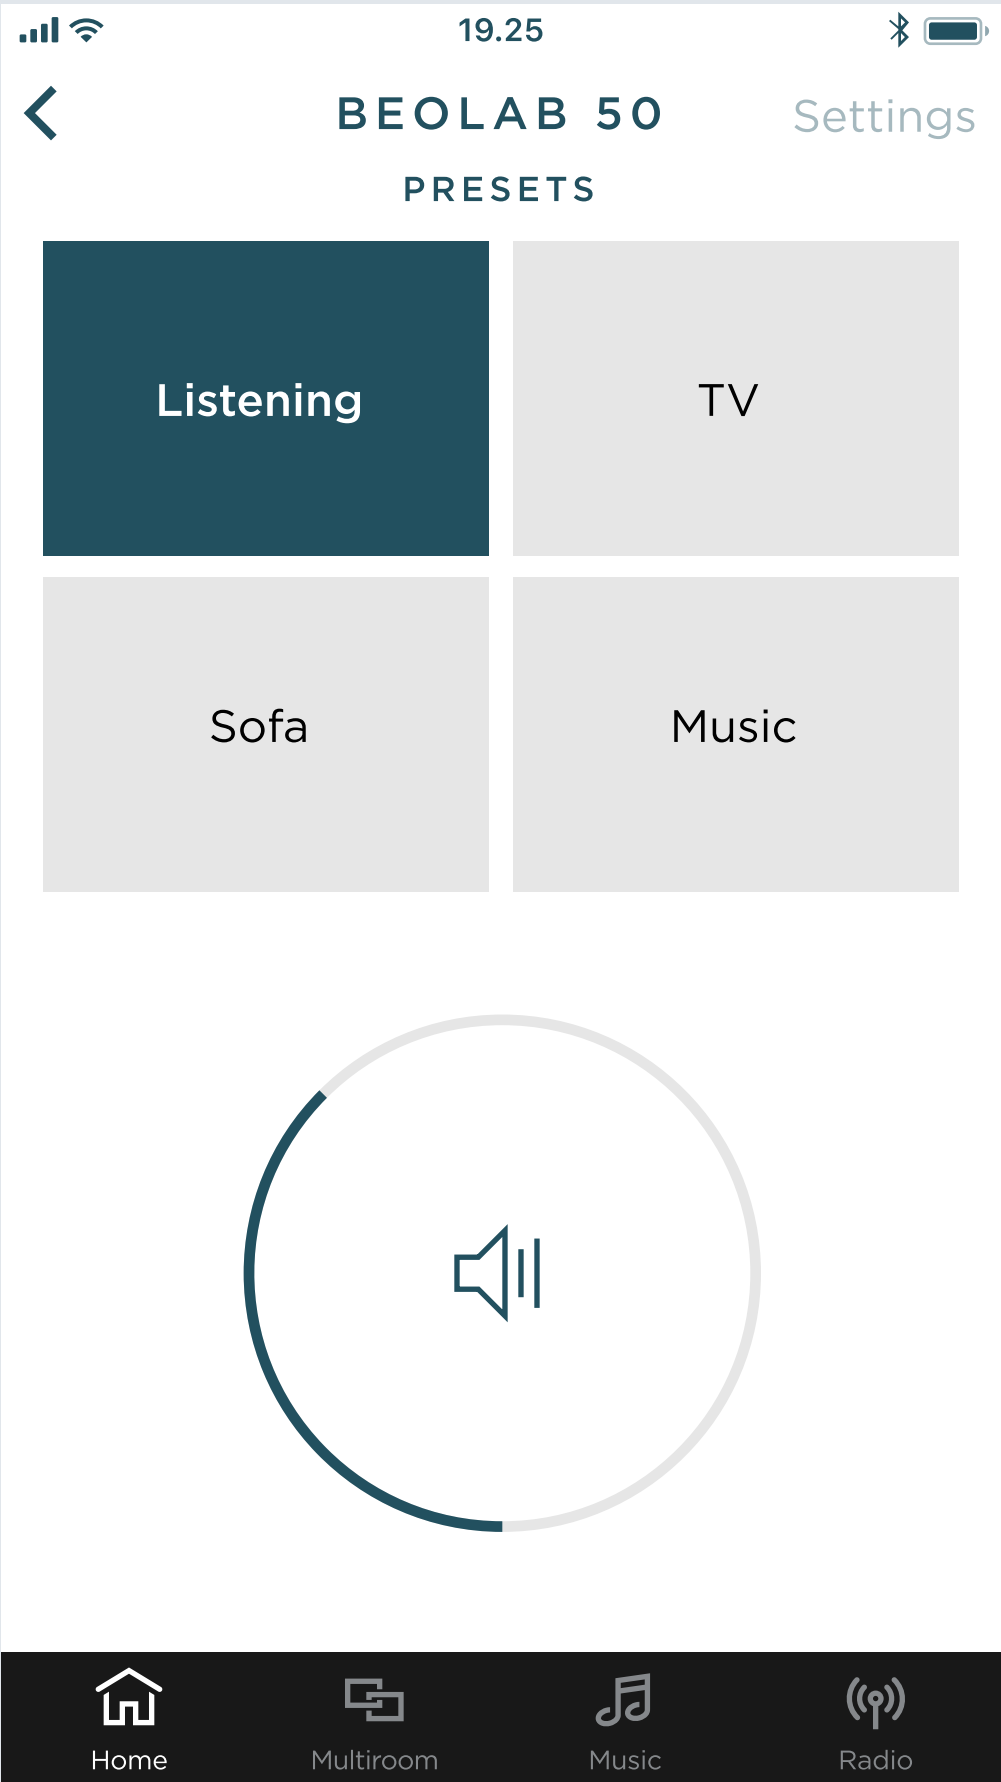 19.25
BEOLAB 50
Settings
PRESETS
Listening
TV
Sofa
Music
Home
Multiroom
Music
Radio